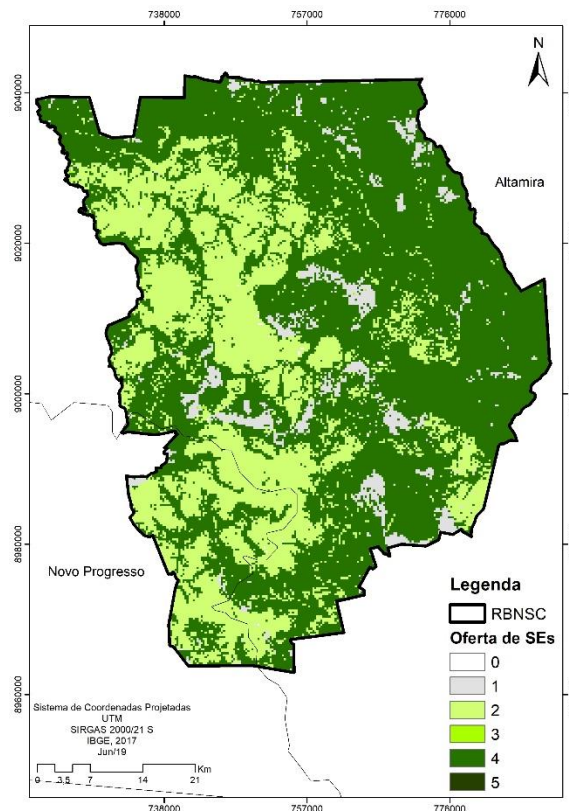 738000 757000 776000
N
9040000
Altamira
9020000
9000000
8980000
Novo Progresso
Legenda
RBNSC
Oferta de SEs
0
1
2
3
4
5
8960000
Sistema de Coordenadas Projetadas
UTM
SIRGAS 2000/21 S
IBGE, 2017
Jun/19
Km
0 3,5 7 14 21
738000 757000 776000